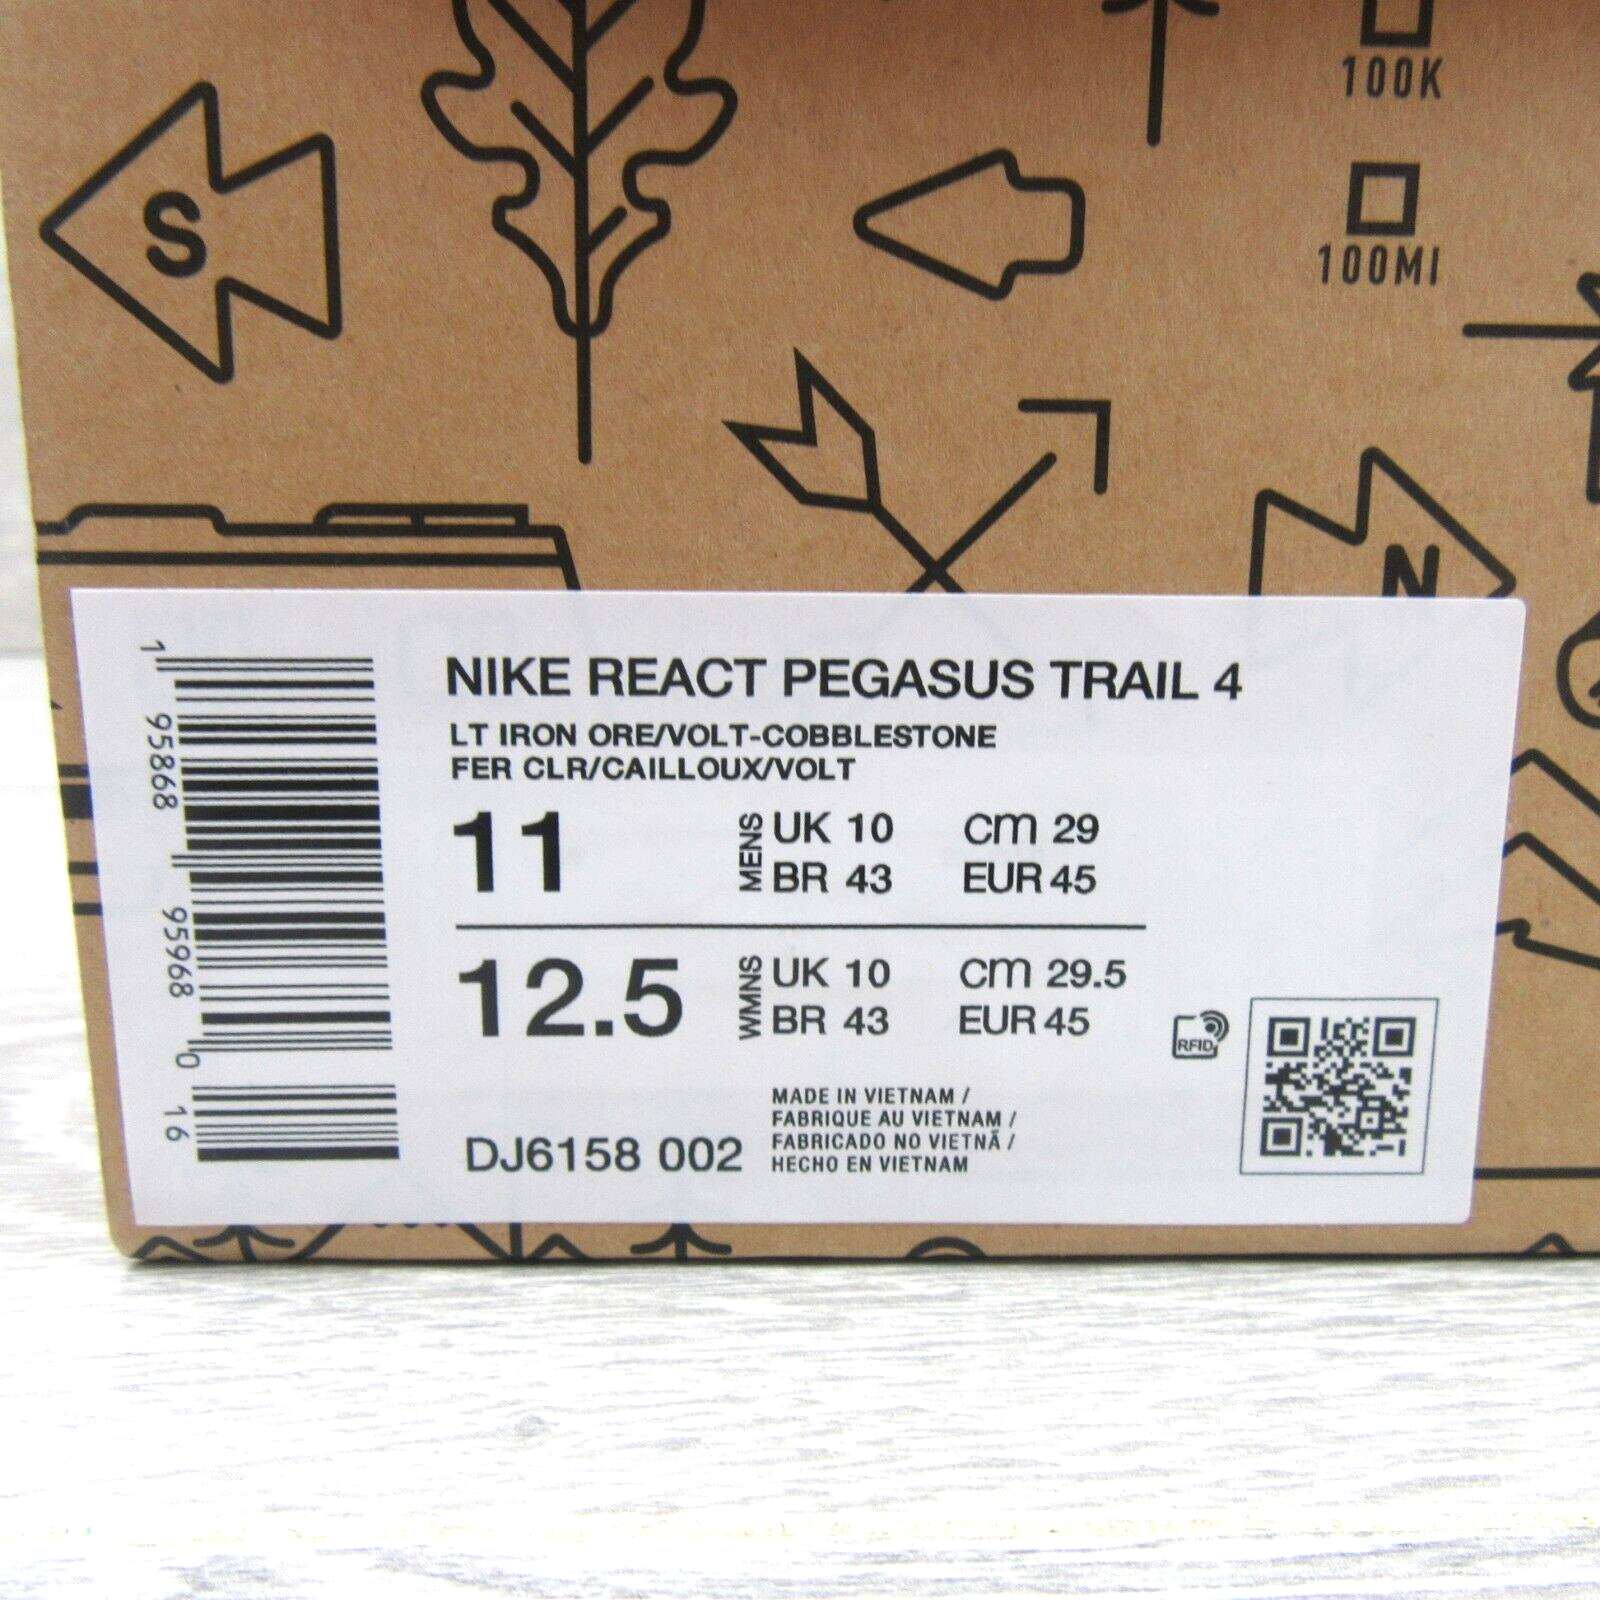 100K
S
100MI
N
1 95868 95968 0 16
NIKE REACT PEGASUS TRAIL 4
LT IRON ORE/VOLT-COBBLESTONE
FER CLR/CAILLOUX/VOLT
11 MENS UK 10 CM 29
BR 43 EUR 45
12.5 WMNS UK 10 CM 29.5
BR 43 EUR 45
RFID
MADE IN VIETNAM /
FABRIQUE AU VIETNAM /
FABRICADO NO VIETNÃ /
HECHO EN VIETNAM
DJ6158 002